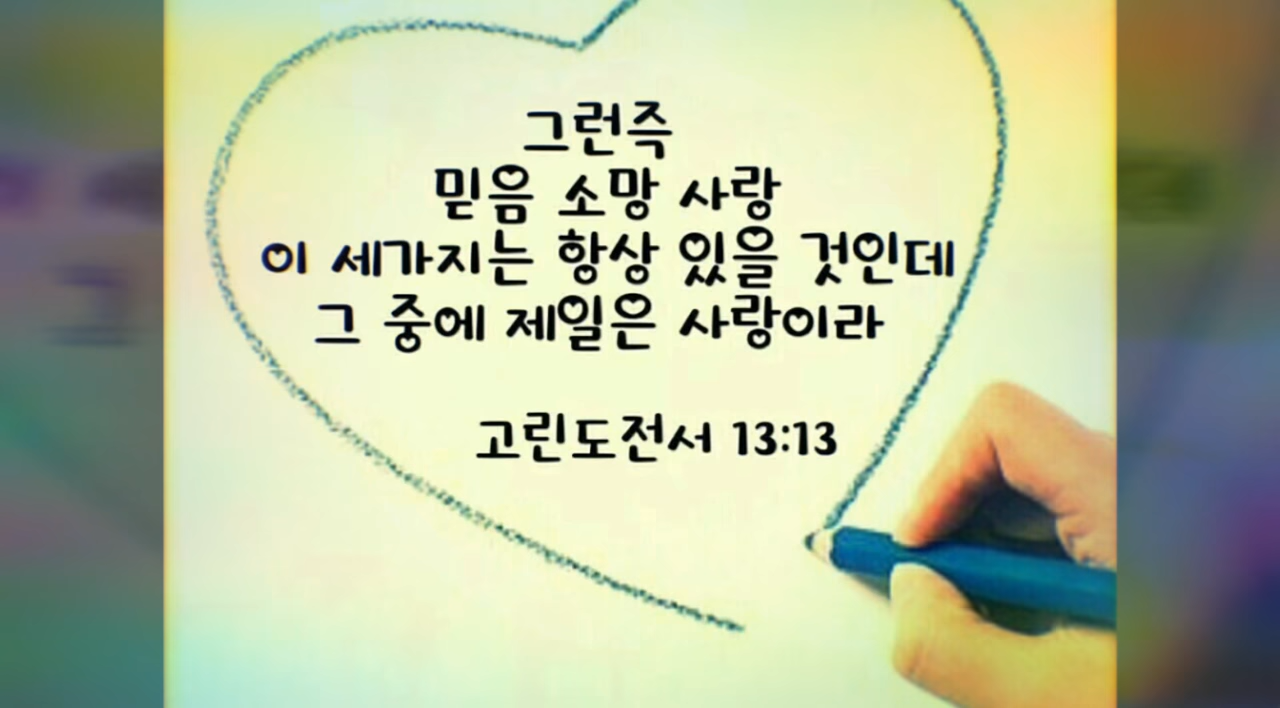 그런즉
믿음 소망 사랑
이 세가지는 항상 있을 것인데
그 중에 제일은 사랑이라
고린도전서 13:13